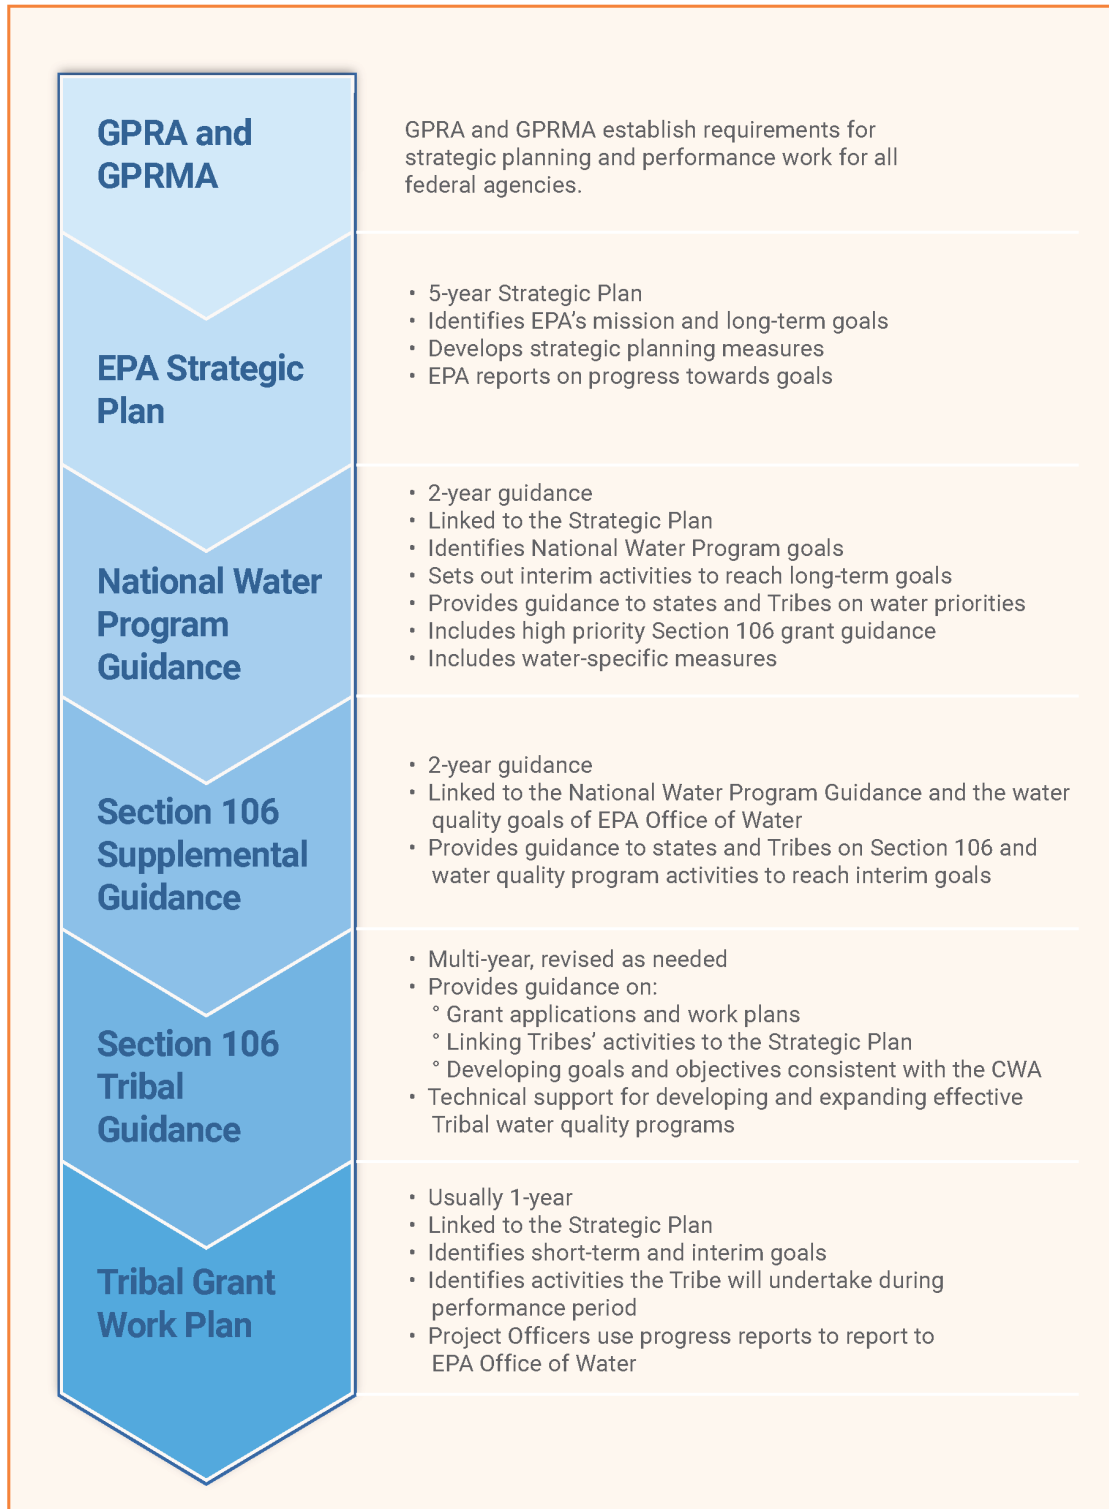 GPRA and
GPRMA
GPRA and GPRMA establish requirements for
strategic planning and performance work for all
federal agencies.
EPA Strategic
Plan
• 5-year Strategic Plan
• Identifies EPA’s mission and long-term goals
• Develops strategic planning measures
• EPA reports on progress towards goals
National Water
Program
Guidance
• 2-year guidance
• Linked to the Strategic Plan
• Identifies National Water Program goals
• Sets out interim activities to reach long-term goals
• Provides guidance to states and Tribes on water priorities
• Includes high priority Section 106 grant guidance
• Includes water-specific measures
Section 106
Supplemental
Guidance
• 2-year guidance
• Linked to the National Water Program Guidance and the water
quality goals of EPA Office of Water
• Provides guidance to states and Tribes on Section 106 and
water quality program activities to reach interim goals
Section 106
Tribal
Guidance
• Multi-year, revised as needed
• Provides guidance on:
° Grant applications and work plans
° Linking Tribes’ activities to the Strategic Plan
° Developing goals and objectives consistent with the CWA
• Technical support for developing and expanding effective
Tribal water quality programs
Tribal Grant
Work Plan
• Usually 1-year
• Linked to the Strategic Plan
• Identifies short-term and interim goals
• Identifies activities the Tribe will undertake during
performance period
• Project Officers use progress reports to report to
EPA Office of Water